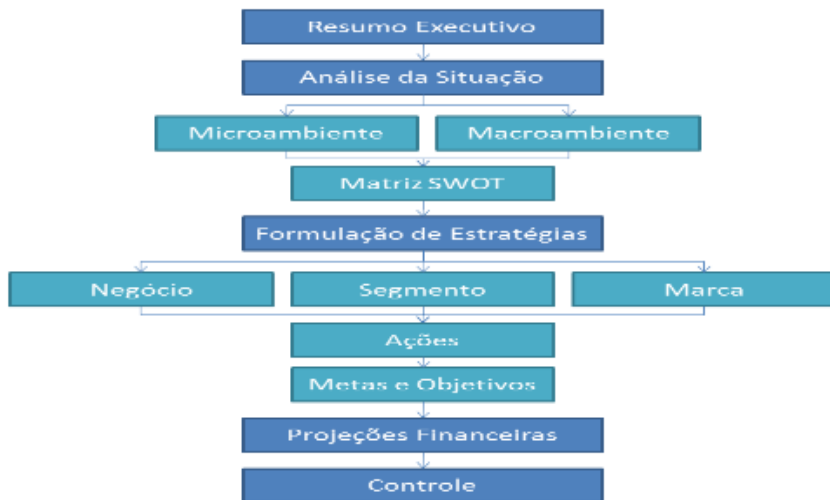 Resumo Executivo
Análise da Situação
Microambiente
Macroambiente
Matriz SWOT
Formulação de Estratégias
Negócio
Segmento
Marca
Ações
Metas e Objetivos
Projeções Financeiras
Controle